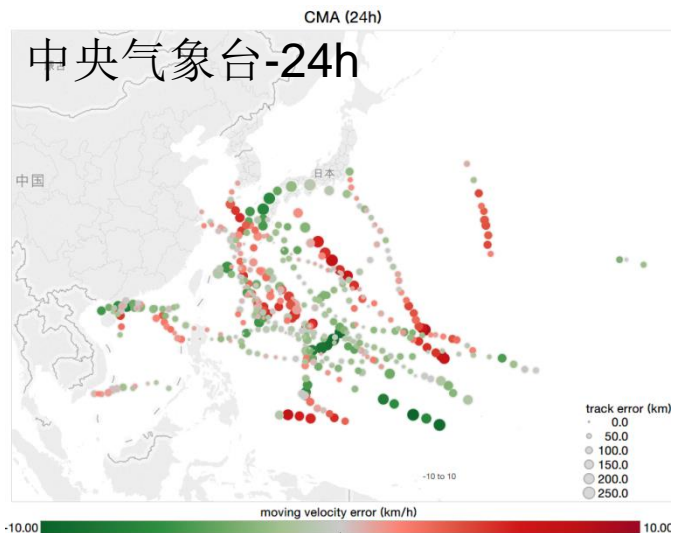 CMA (24h)
中央气象台-24h
日本
中国
track error (km)
0.0
50.0
100.0
150.0
200.0
250.0
-10 to 10
moving velocity error (km/h)
-10.00
10.00